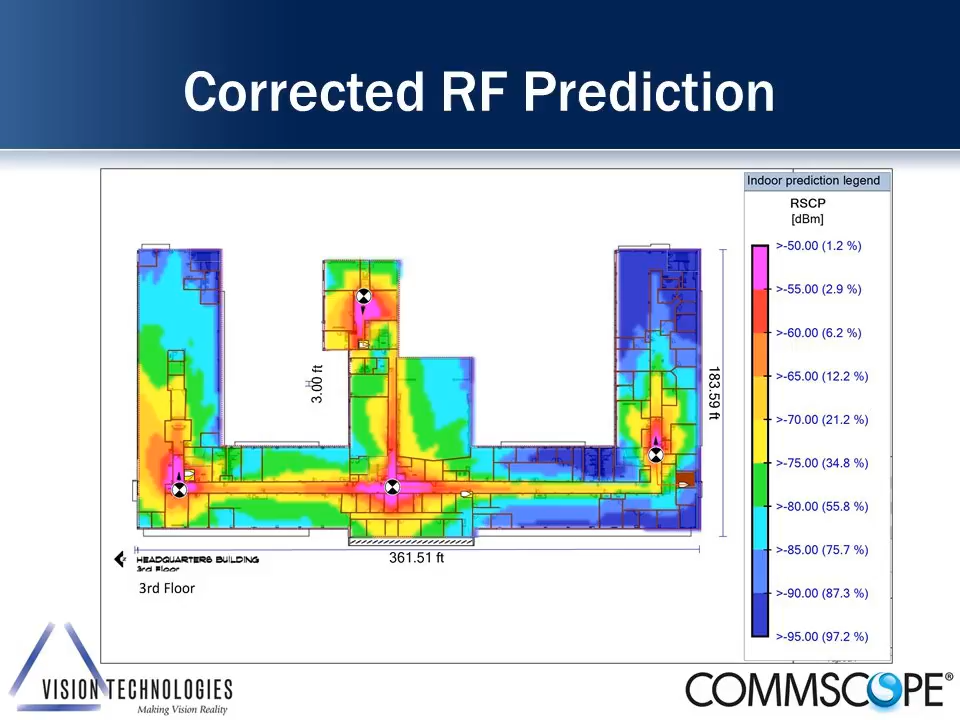 Corrected RF Prediction
Indoor prediction legend
RSCP
[dBm]
>-50.00 (1.2 %)
>-55.00 (2.9 %)
>-60.00 (6.2 %)
>-65.00 (12.2 %)
>-70.00 (21.2 %)
>-75.00 (34.8 %)
>-80.00 (55.8 %)
>-85.00 (75.7 %)
>-90.00 (87.3 %)
>-95.00 (97.2 %)
3.00 ft
183.59 ft
361.51 ft
HEADQUARTERS BUILDING
3rd Floor
3rd Floor
VISION TECHNOLOGIES
Making Vision Reality
COMMSCOPE®